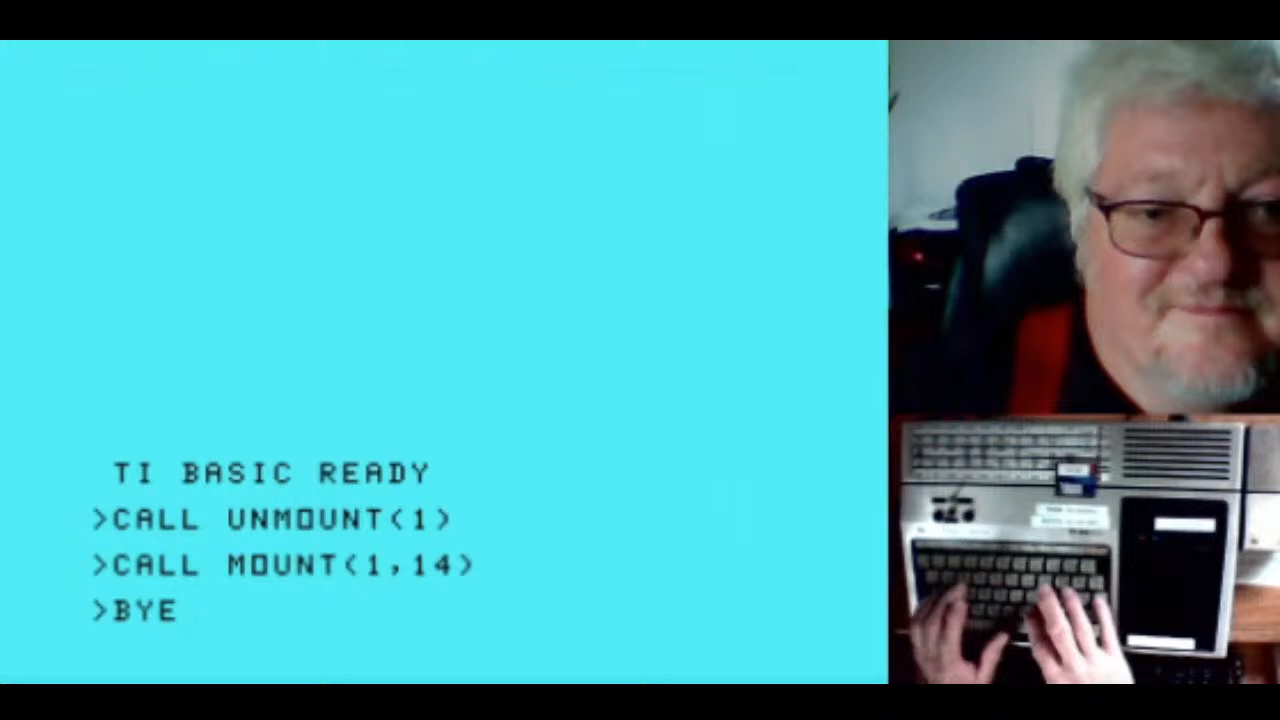 TI BASIC READY
>CALL UNMOUNT(1)
>CALL MOUNT(1,14)
>BYE